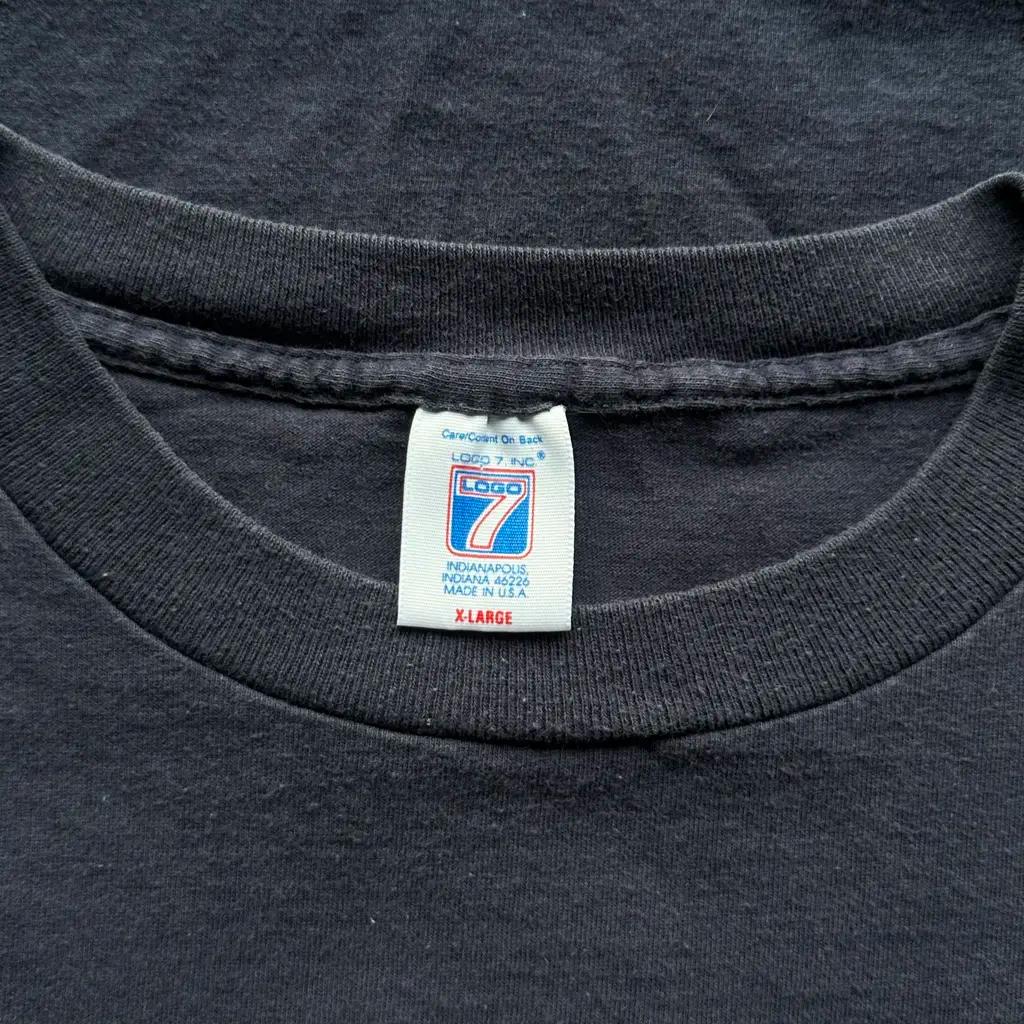 Care/Content On Back
LOGO 7, INC.®
LOGO
7
INDIANAPOLIS,
INDIANA 46226
MADE IN U.S.A.
X-LARGE